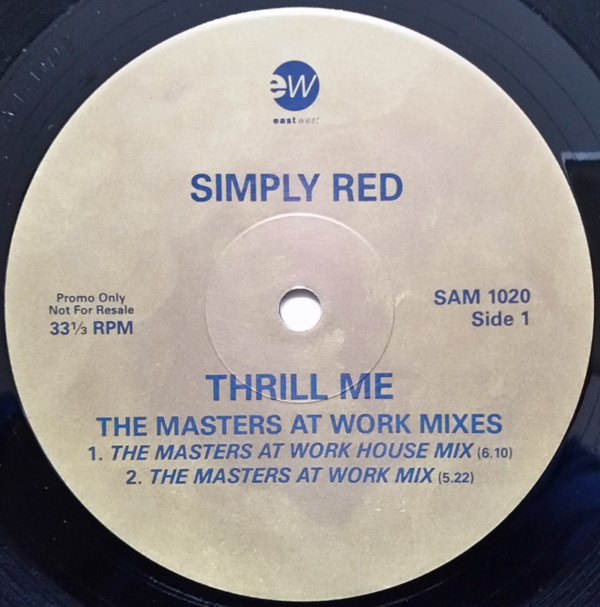 ew
eastwest
SIMPLY RED
Promo Only
Not For Resale
33⅓ RPM
SAM 1020
Side 1
THRILL ME
THE MASTERS AT WORK MIXES
1. THE MASTERS AT WORK HOUSE MIX (6.10)
2. THE MASTERS AT WORK MIX (5.22)